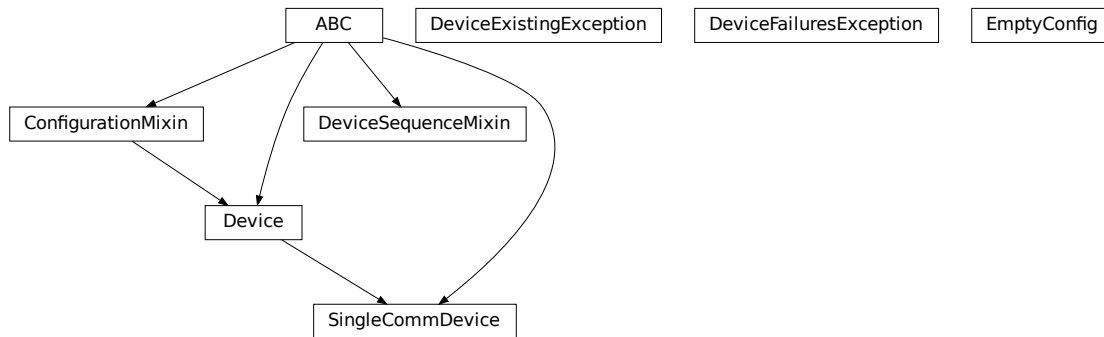 ABC
DeviceExistingException
DeviceFailuresException
EmptyConfig
ConfigurationMixin
DeviceSequenceMixin
Device
SingleCommDevice